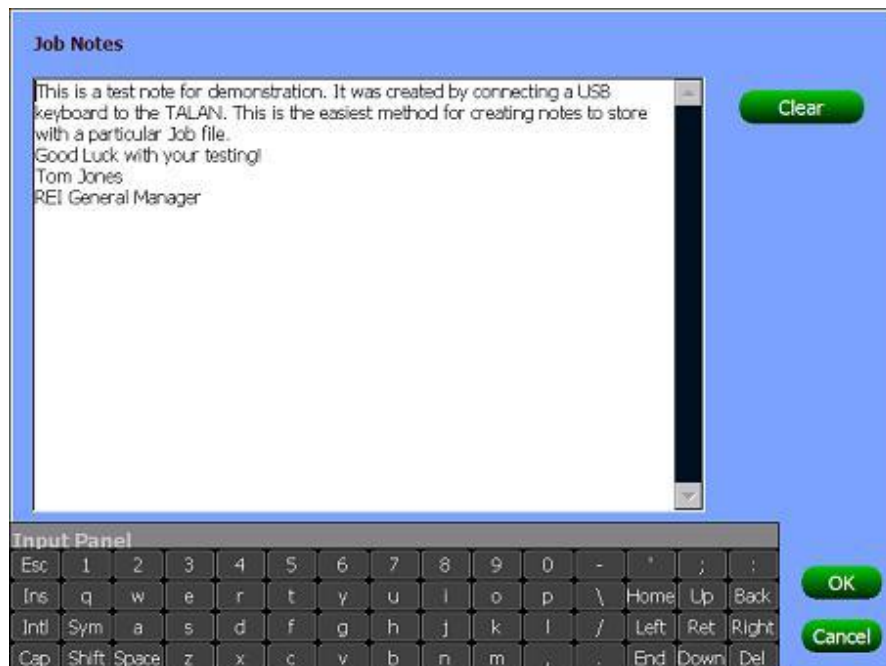 Job Notes
This is a test note for demonstration. It was created by connecting a USB
keyboard to the TALAN. This is the easiest method for creating notes to store
with a particular Job file.
Good Luck with your testing!
Tom Jones
REI General Manager
Clear
Input Panel
Esc 1 2 3 4 5 6 7 8 9 0 - ' ; :
Ins q w e r t y u i o p \ Home Up Back
Intl Sym a s d f g h j k l / Left Ret Right
Cap Shift Space z x c v b n m , . End Down Del
OK
Cancel